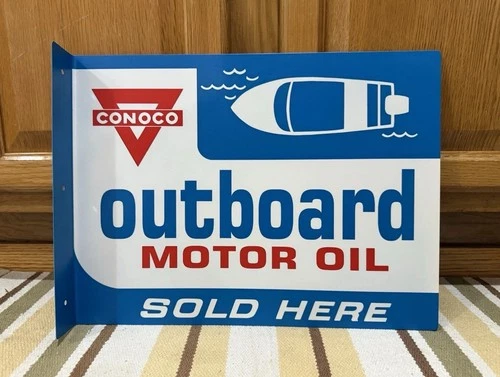 CONOCO
outboard
MOTOR OIL
SOLD HERE